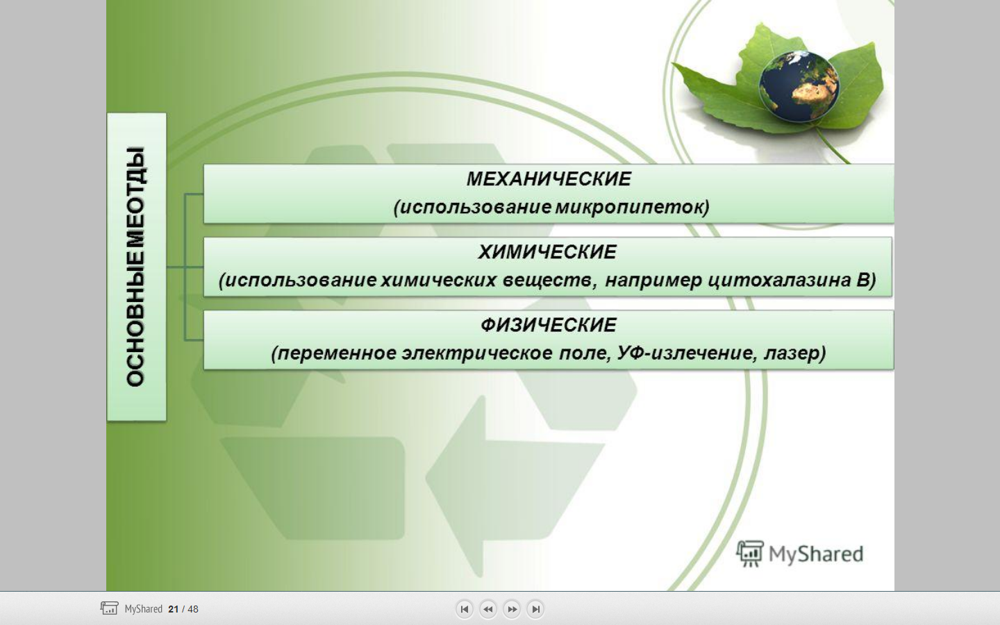 ОСНОВНЫЕ МЕОТДЫ
МЕХАНИЧЕСКИЕ
(использование микропипеток)
ХИМИЧЕСКИЕ
(использование химических веществ, например цитохалазина В)
ФИЗИЧЕСКИЕ
(переменное электрическое поле, УФ-излечение, лазер)
MyShared
MyShared 21 / 48